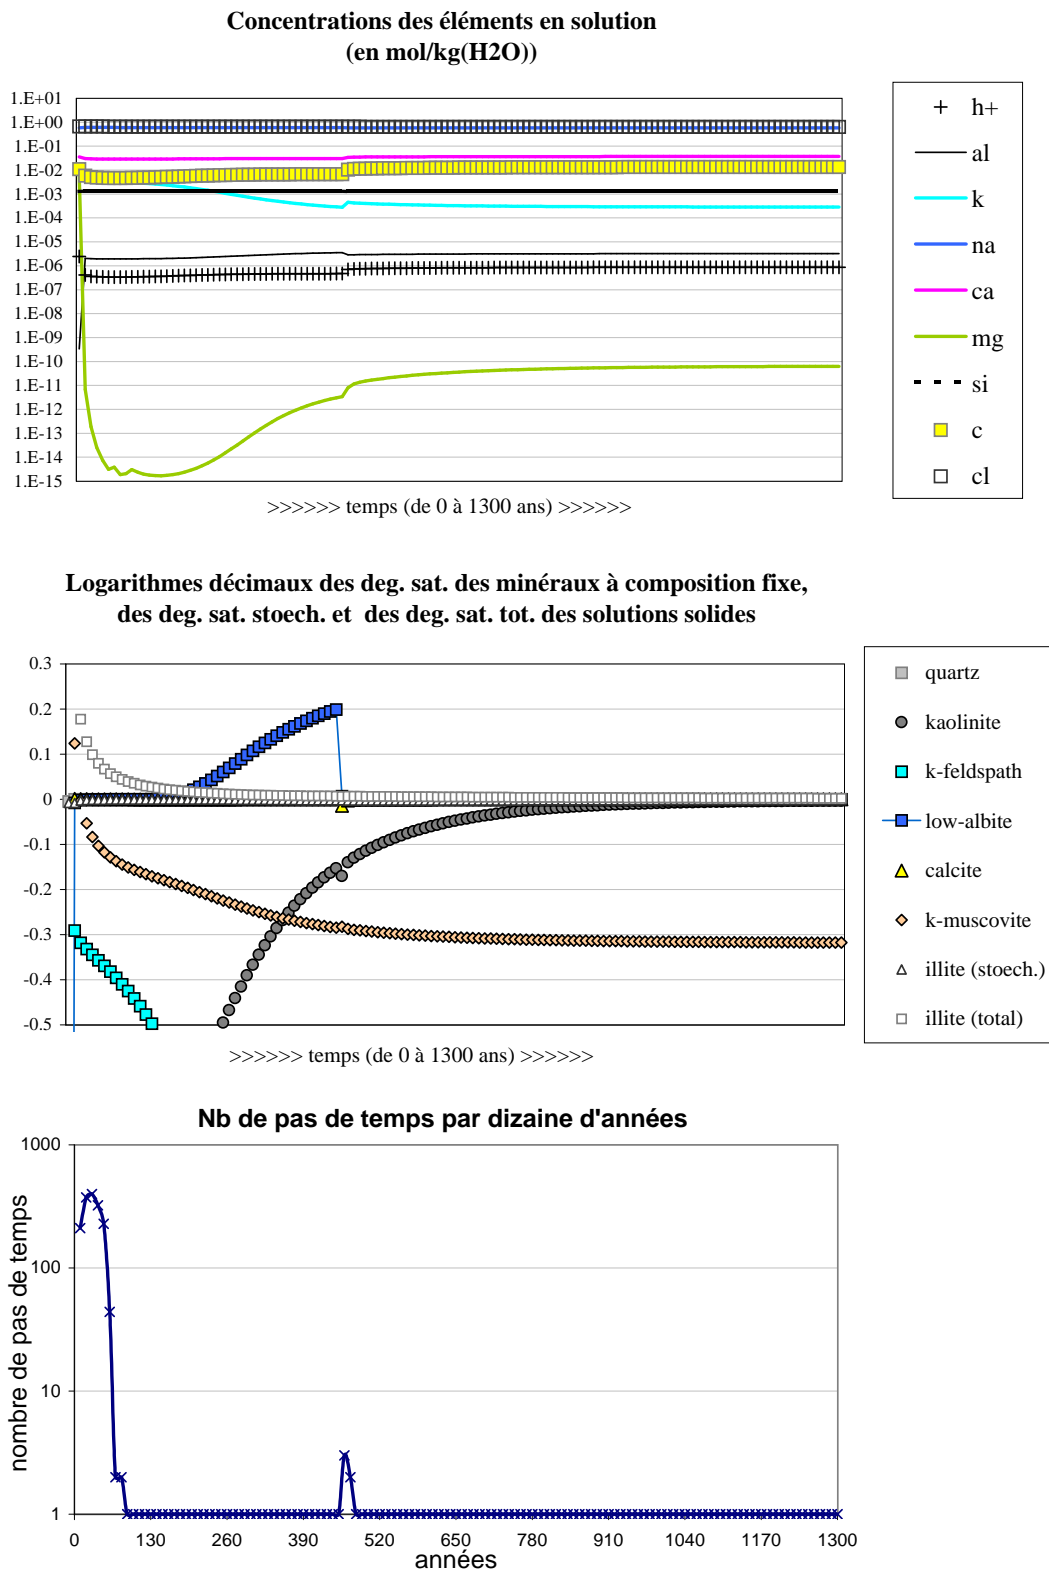 Concentrations des éléments en solution
(en mol/kg(H2O))
1.E+01
1.E+00
1.E-01
1.E-02
1.E-03
1.E-04
1.E-05
1.E-06
1.E-07
1.E-08
1.E-09
1.E-10
1.E-11
1.E-12
1.E-13
1.E-14
1.E-15
>>>>>> temps (de 0 à 1300 ans) >>>>>>
h+
al
k
na
ca
mg
si
c
cl
Logarithmes décimaux des deg. sat. des minéraux à composition fixe,
des deg. sat. stoech. et des deg. sat. tot. des solutions solides
0.3
0.2
0.1
0
-0.1
-0.2
-0.3
-0.4
-0.5
>>>>>> temps (de 0 à 1300 ans) >>>>>>
quartz
kaolinite
k-feldspath
low-albite
calcite
k-muscovite
illite (stoech.)
illite (total)
Nb de pas de temps par dizaine d'années
nombre de pas de temps
1000
100
10
1
0 130 260 390 520 650 780 910 1040 1170 1300
années